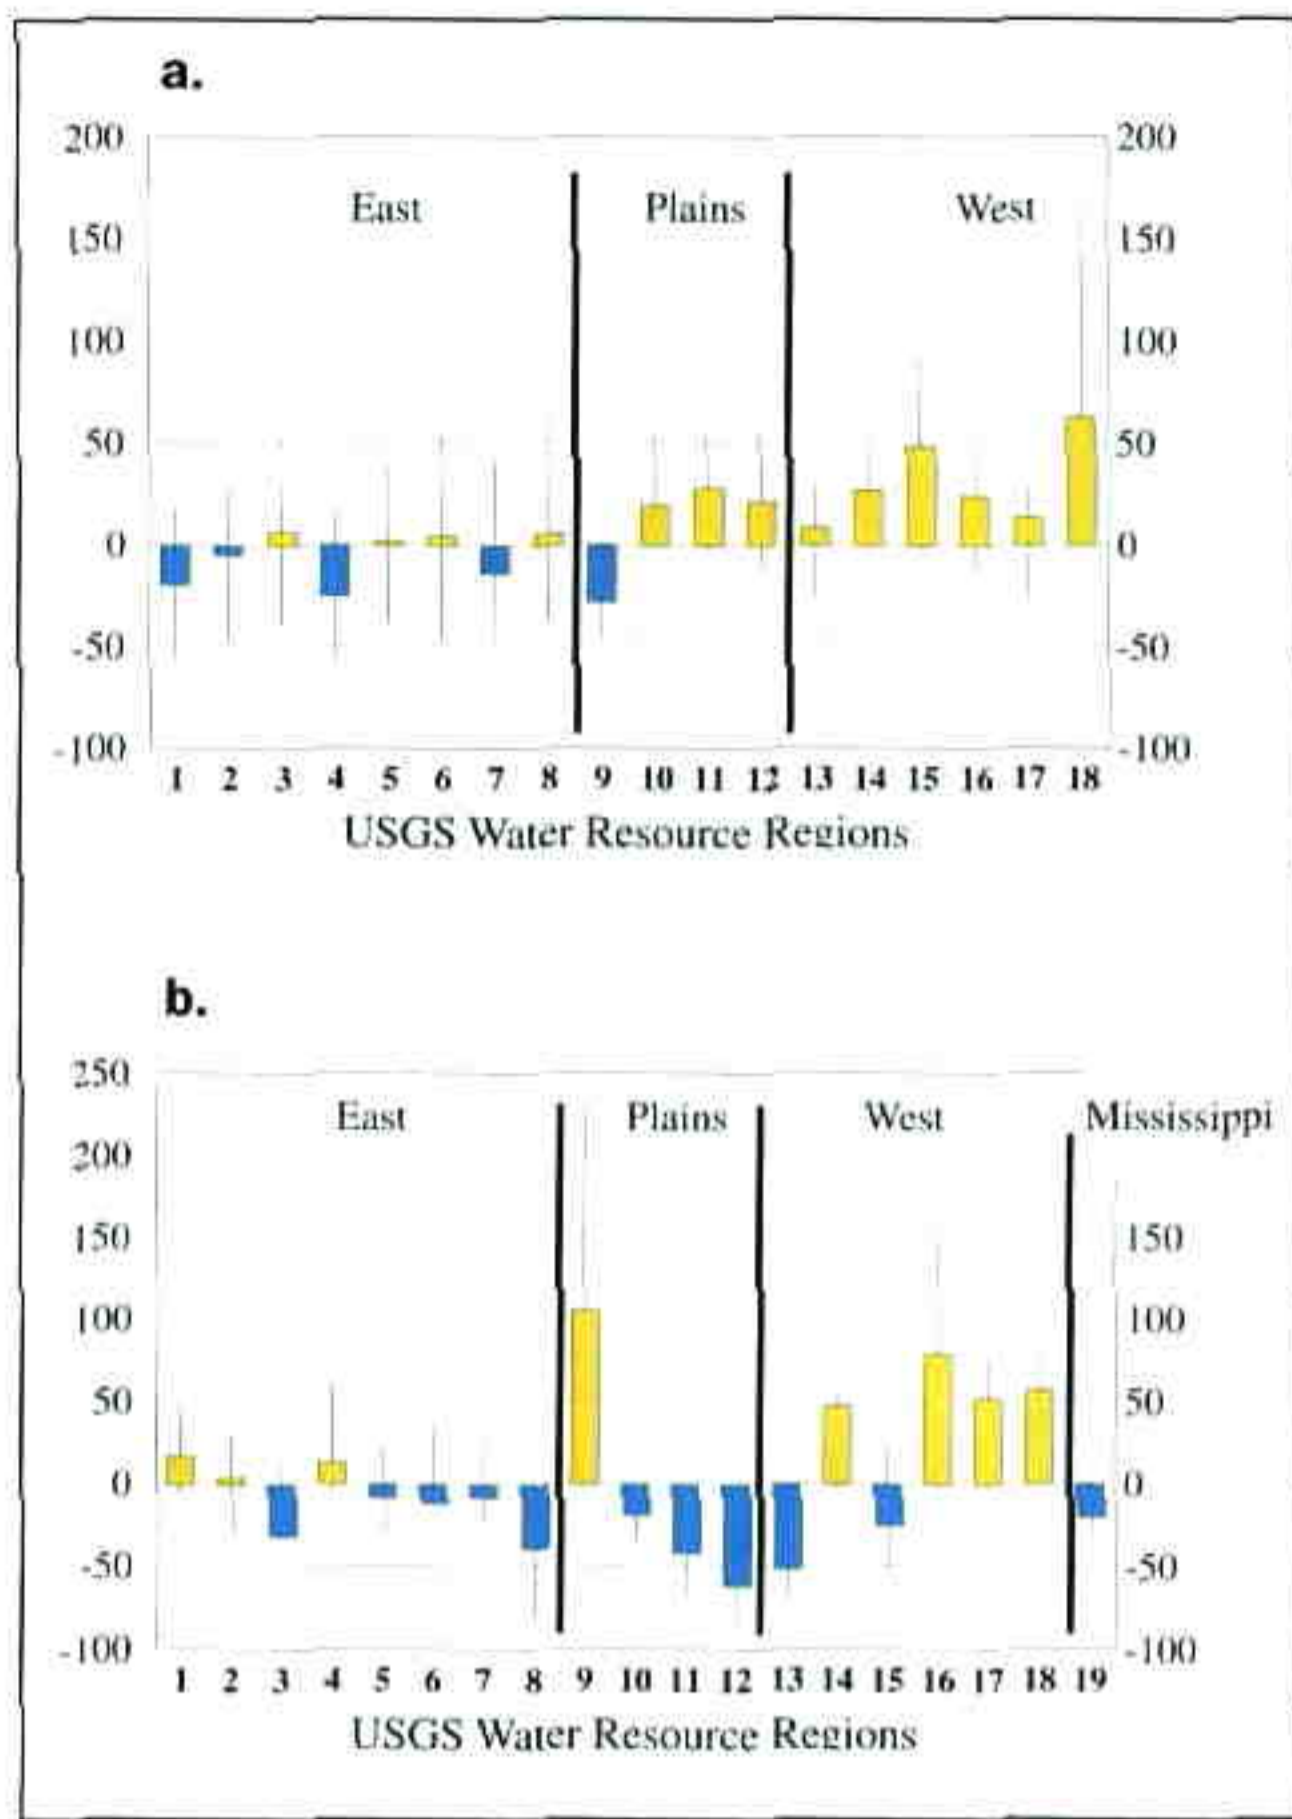 a.
200 200
East Plains West
150 150
100 100
50 50
0 0
-50 -50
-100 -100
1 2 3 4 5 6 7 8 9 10 11 12 13 14 15 16 17 18
USGS Water Resource Regions
b.
250
East Plains West Mississippi
200
150 150
100 100
50 50
0 0
-50 -50
-100 -100
1 2 3 4 5 6 7 8 9 10 11 12 13 14 15 16 17 18 19
USGS Water Resource Regions